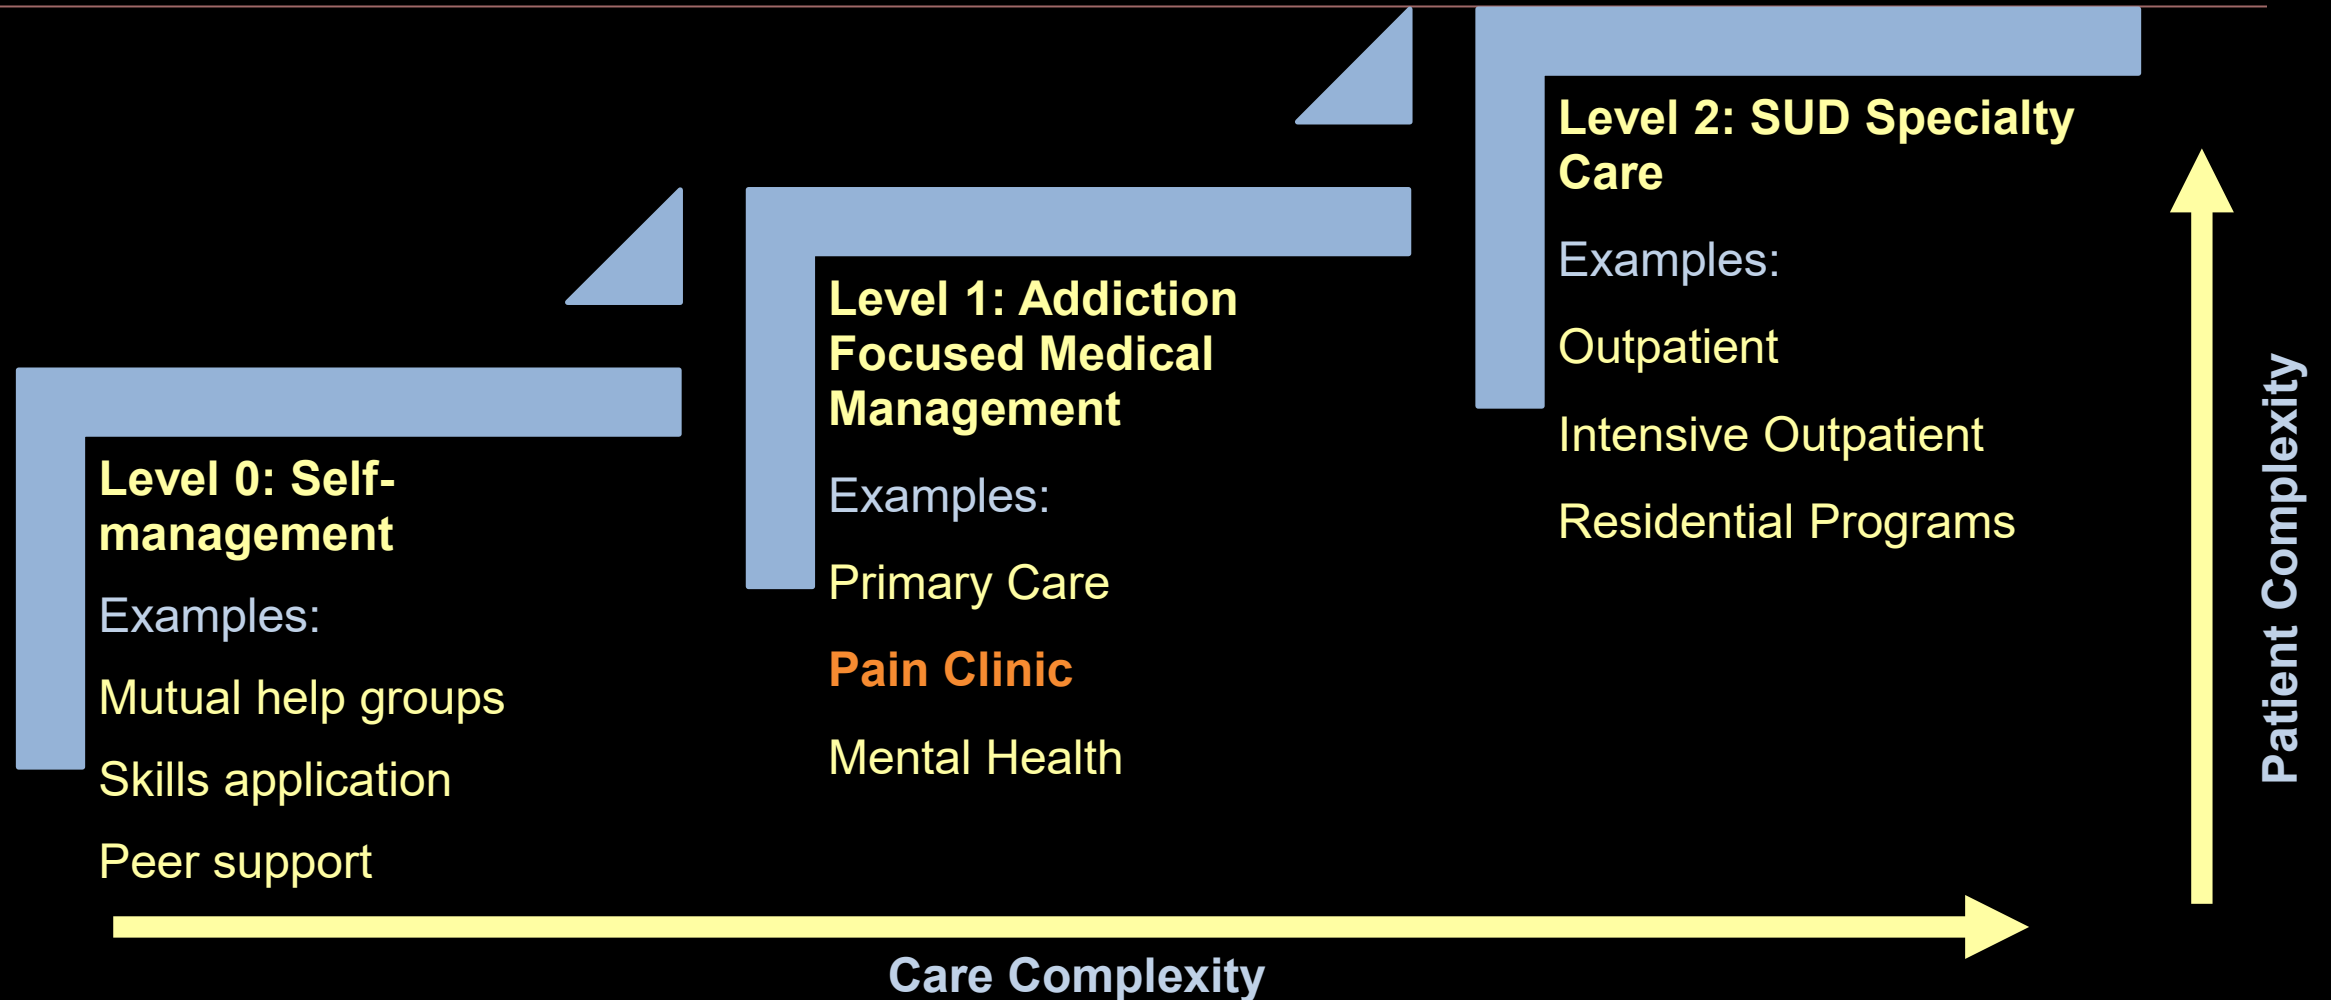 Level 0: Self-
management
Examples:
Mutual help groups
Skills application
Peer support
Level 1: Addiction
Focused Medical
Management
Examples:
Primary Care
Pain Clinic
Mental Health
Level 2: SUD Specialty
Care
Examples:
Outpatient
Intensive Outpatient
Residential Programs
Patient Complexity
Care Complexity